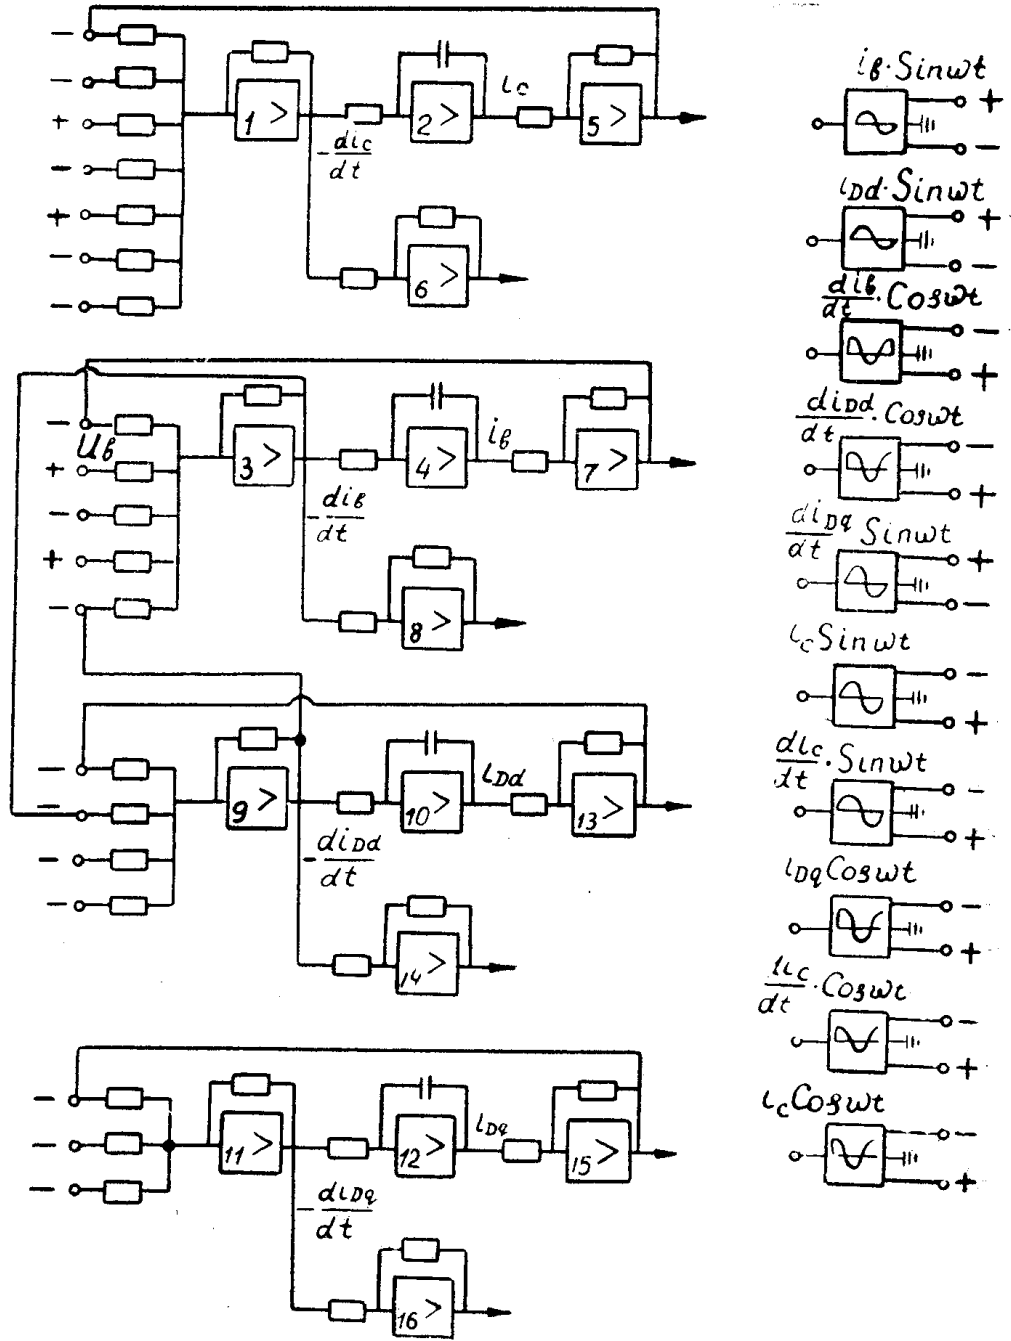 i_в·Sinωt
i_Dd·Sinωt
di_в/dt·Cosωt
di_Dd/dt·Cosωt
di_Dq/dt Sinωt
i_c Sinωt
di_c/dt·Sinωt
i_Dq Cosωt
di_c/dt·Cosωt
i_c Cosωt
1
2
5
i_c
-di_c/dt
6
U_в
3
4
7
i_в
-di_в/dt
8
9
10
13
i_Dd
-di_Dd/dt
14
11
12
15
i_Dq
-di_Dq/dt
16